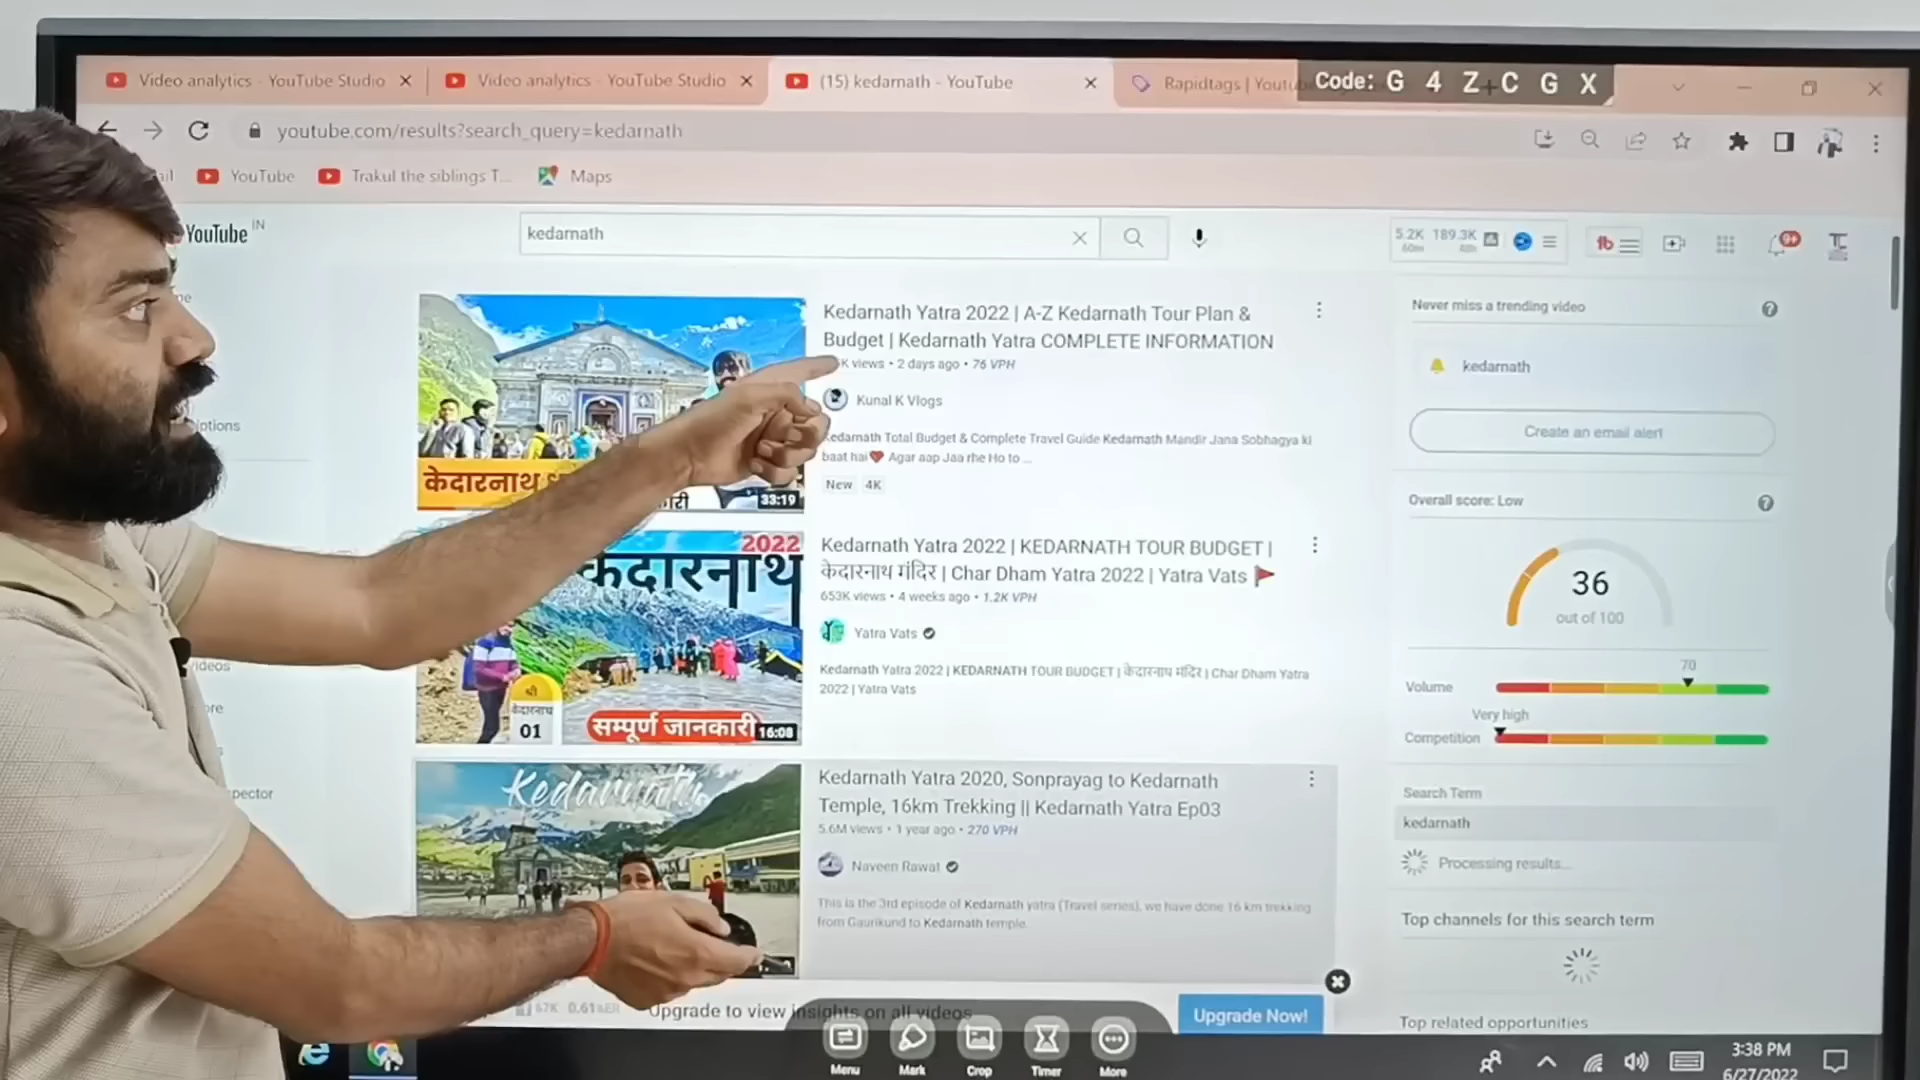 Video analytics - YouTube Studio
Video analytics - YouTube Studio
(15) kedarnath - YouTube
Rapidtags | Youtu
Code: G 4 Z C G X
youtube.com/results?search_query=kedarnath
YouTube
Trakul the siblings T...
Maps
YouTube IN
kedarnath
5.2K 189.3K
60m 48h
9+
Kedarnath Yatra 2022 | A-Z Kedarnath Tour Plan &
Budget | Kedarnath Yatra COMPLETE INFORMATION
K views • 2 days ago • 76 VPH
Kunal K Vlogs
Kedarnath Total Budget & Complete Travel Guide Kedarnath Mandir Jana Sobhagya ki
baat hai❤ Agar aap Jaa rhe Ho to ...
New 4K
केदारनाथ
33:19
Kedarnath Yatra 2022 | KEDARNATH TOUR BUDGET |
केदारनाथ मंदिर | Char Dham Yatra 2022 | Yatra Vats 🚩
653K views • 4 weeks ago • 1.2K VPH
Yatra Vats
Kedarnath Yatra 2022 | KEDARNATH TOUR BUDGET | केदारनाथ मंदिर | Char Dham Yatra
2022 | Yatra Vats
2022
केदारनाथ
श्री
केदारनाथ
01
सम्पूर्ण जानकारी
16:08
Kedarnath Yatra 2020, Sonprayag to Kedarnath
Temple, 16km Trekking || Kedarnath Yatra Ep03
5.6M views • 1 year ago • 270 VPH
Naveen Rawat
This is the 3rd episode of Kedarnath yatra (Travel series), we have done 16 km trekking
from Gaurikund to Kedarnath temple.
Kedarnath
67K 0.61%ER
Upgrade to view insights on all videos
Upgrade Now!
Never miss a trending video
kedarnath
Create an email alert
Overall score: Low
36
out of 100
70
Volume
Very high
Competition
Search Term
kedarnath
Processing results...
Top channels for this search term
Top related opportunities
Menu
Mark
Crop
Timer
More
3:38 PM
6/27/2022